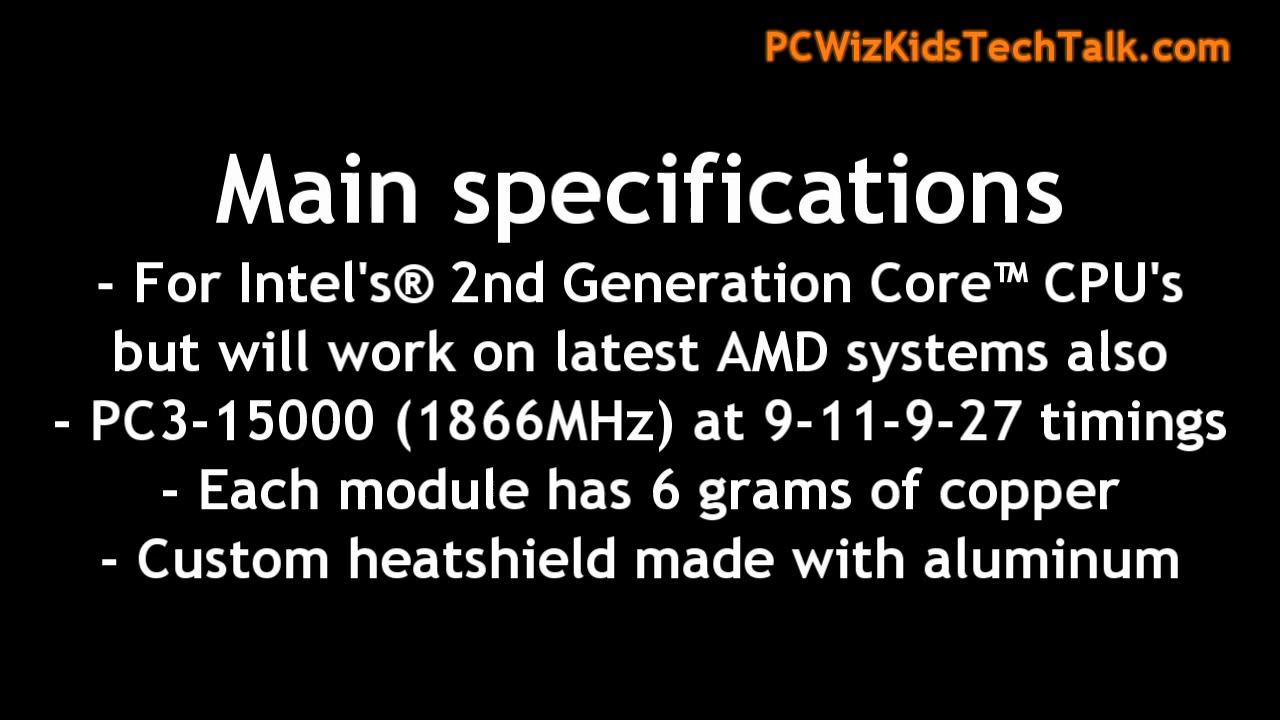 PCWizKidsTechTalk.com
Main specifications
- For Intel's® 2nd Generation Core™ CPU's
but will work on latest AMD systems also
- PC3-15000 (1866MHz) at 9-11-9-27 timings
- Each module has 6 grams of copper
- Custom heatshield made with aluminum